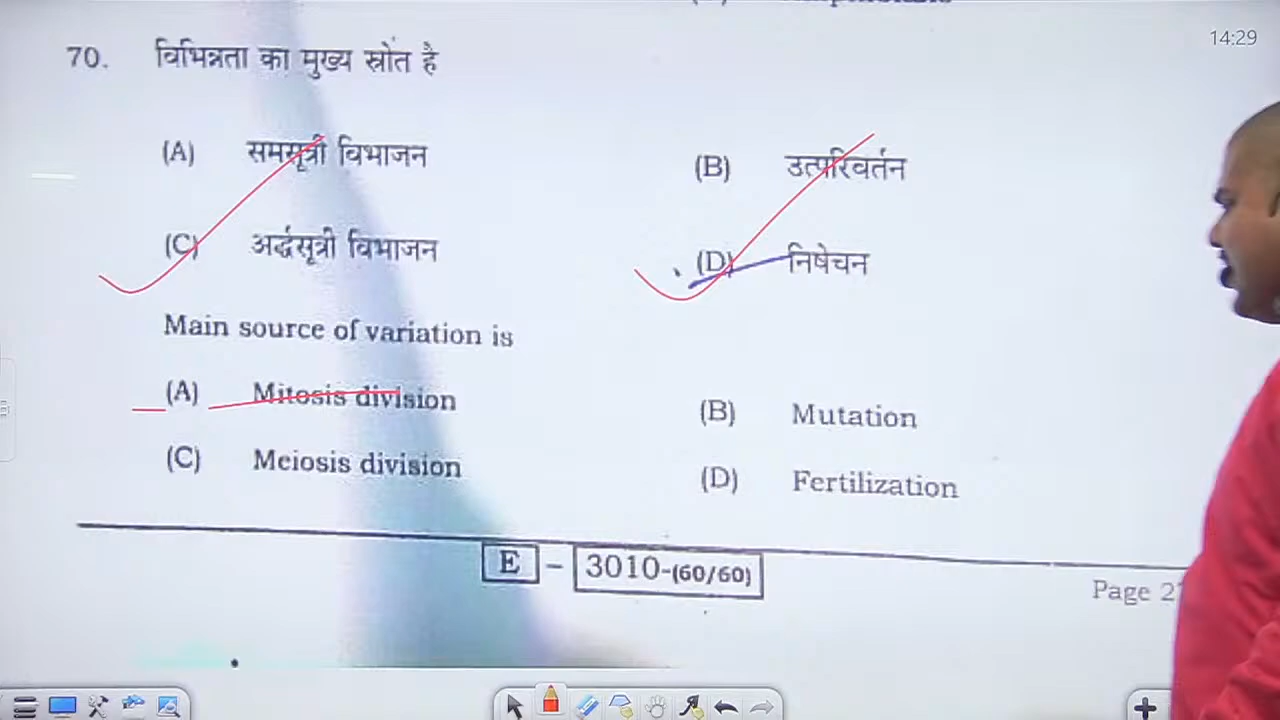 14:29
70. विभिन्नता का मुख्य स्रोत है
(A) समसूत्री विभाजन (B) उत्परिवर्तन
(C) अर्द्धसूत्री विभाजन (D) निषेचन
Main source of variation is
(A) Mitosis division (B) Mutation
(C) Meiosis division (D) Fertilization
E – 3010-(60/60)
Page 2